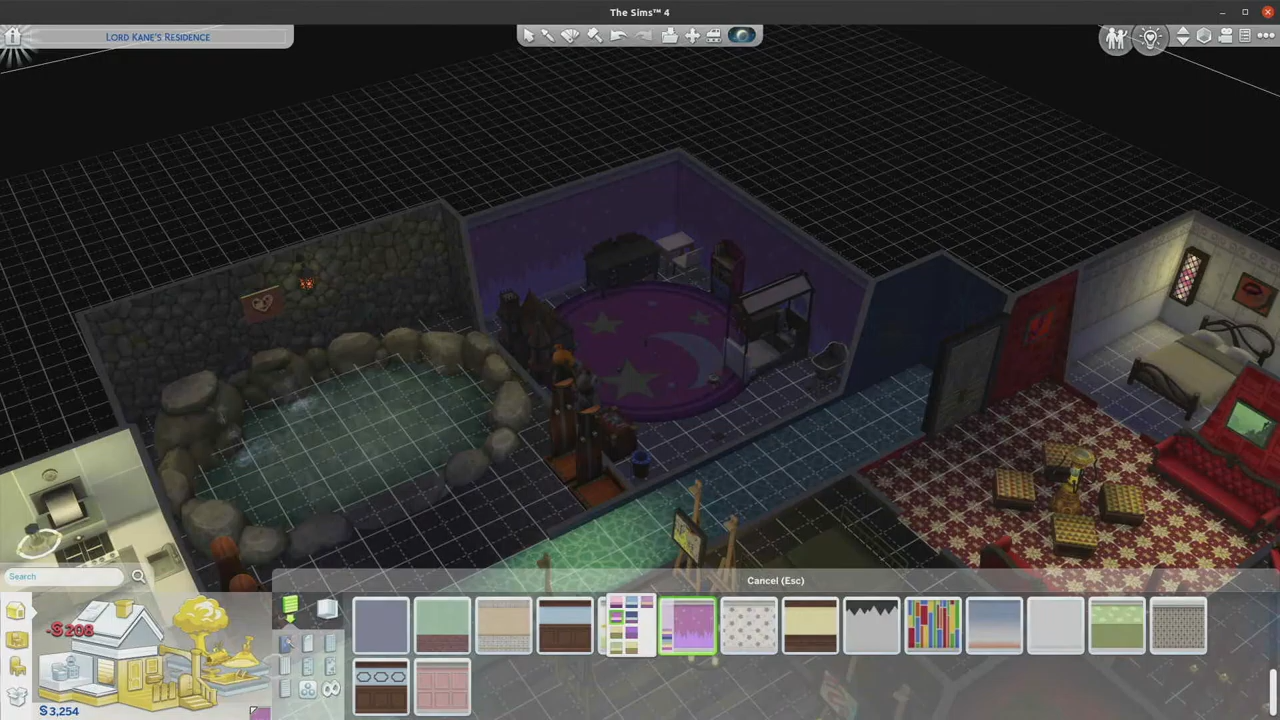 The Sims™ 4
Lord Kane's Residence
Cancel (Esc)
Search
-§208
§3,254